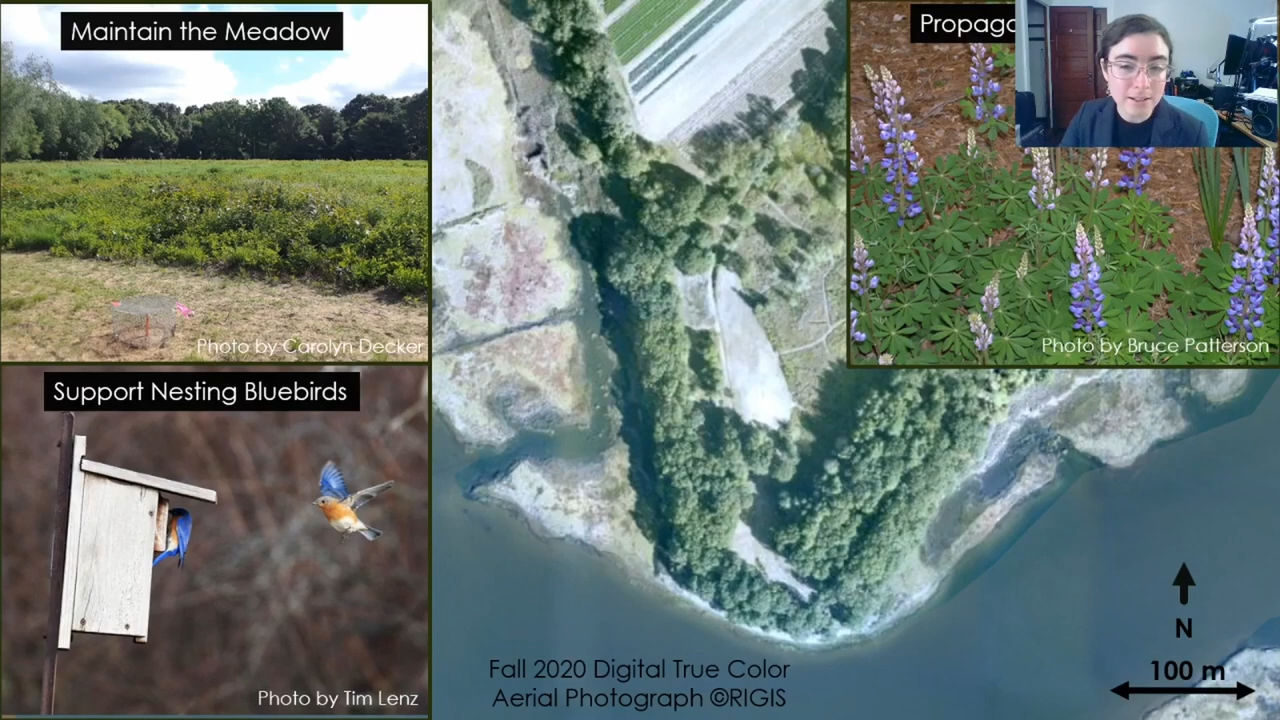 Maintain the Meadow
Photo by Carolyn Decker
Support Nesting Bluebirds
Photo by Tim Lenz
Fall 2020 Digital True Color
Aerial Photograph ©RIGIS
Photo by Bruce Patterson
N
100 m